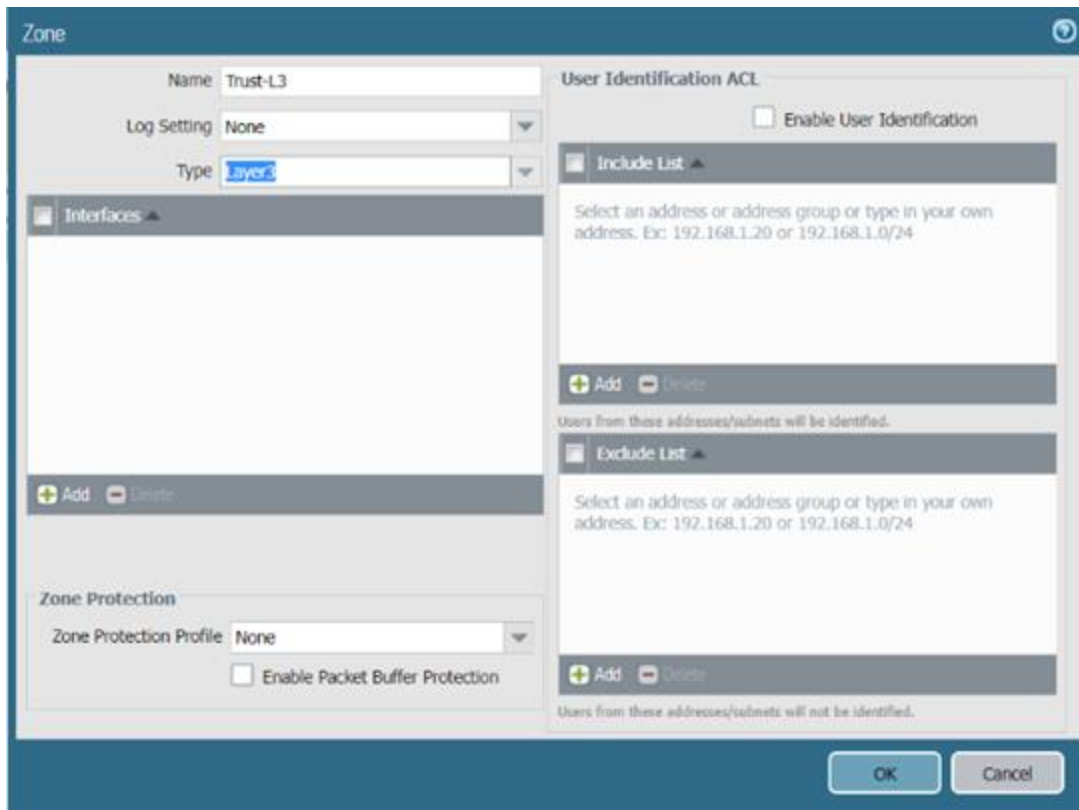 Zone
Name Trust-L3
Log Setting None
Type Layer3
Interfaces
Add Delete
Zone Protection
Zone Protection Profile None
Enable Packet Buffer Protection
User Identification ACL
Enable User Identification
Include List
Select an address or address group or type in your own
address. Ex: 192.168.1.20 or 192.168.1.0/24
Add Delete
Users from these addresses/subnets will be identified.
Exclude List
Select an address or address group or type in your own
address. Ex: 192.168.1.20 or 192.168.1.0/24
Add Delete
Users from these addresses/subnets will not be identified.
OK Cancel